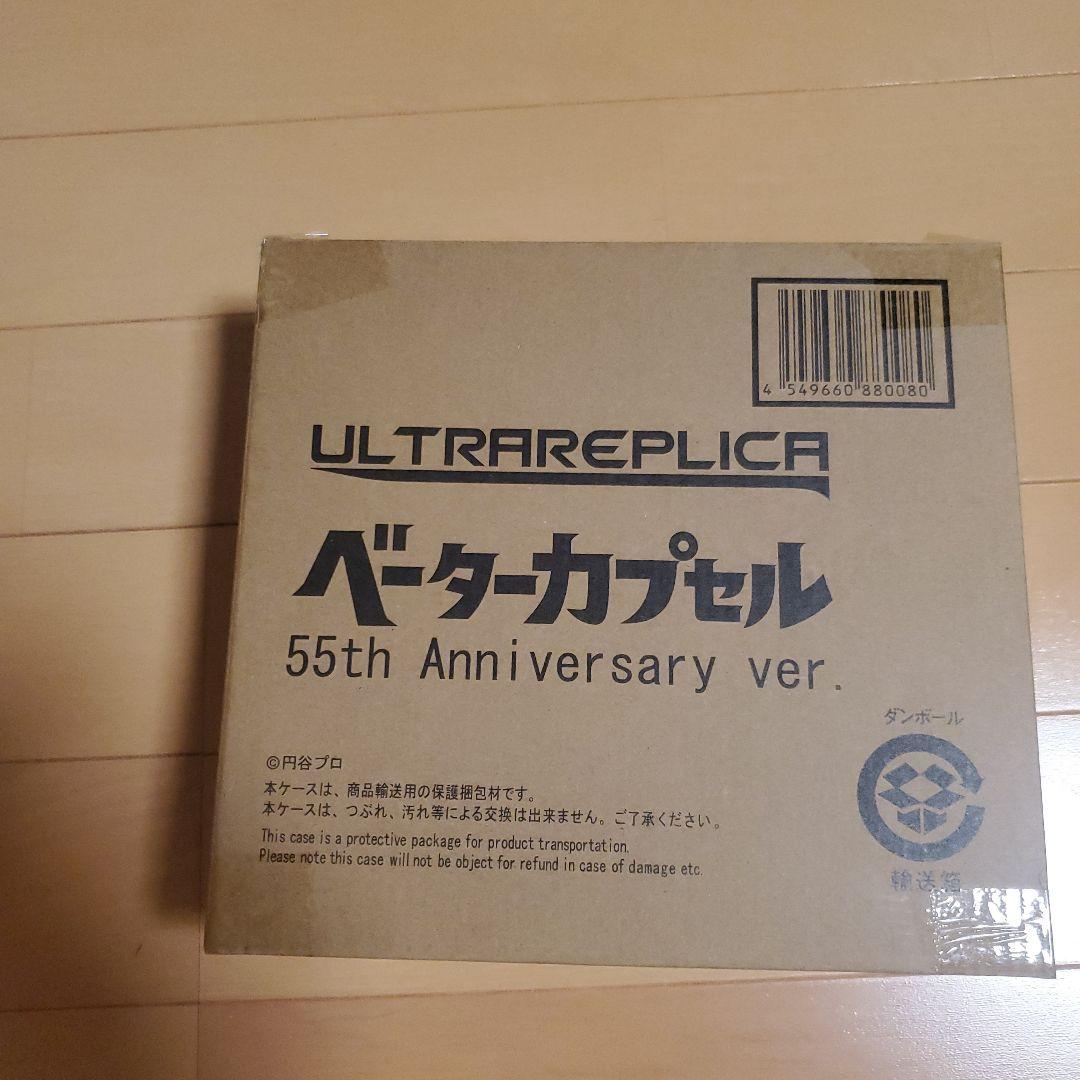 4 549660 880080
ULTRAREPLICA
ベーターカプセル
55th Anniversary ver.
ダンボール
©円谷プロ
本ケースは、商品輸送用の保護梱包材です。
本ケースは、つぶれ、汚れ等による交換は出来ません。ご了承ください。
This case is a protective package for product transportation.
Please note this case will not be object for refund in case of damage etc.
輸送箱